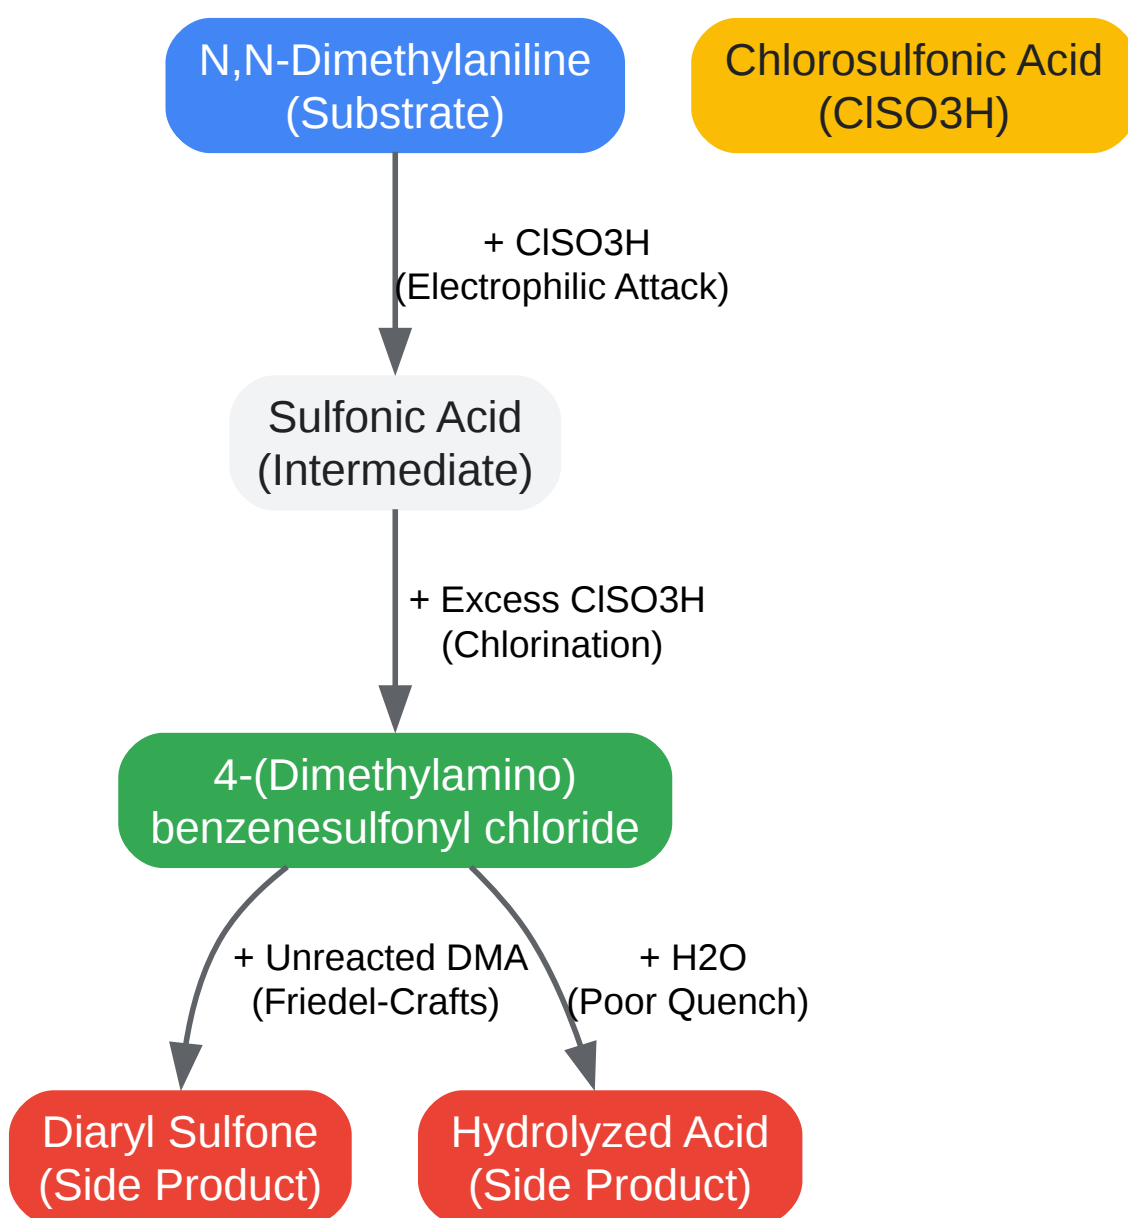 N,N-Dimethylaniline
(Substrate)
Chlorosulfonic Acid
(ClSO3H)
+ ClSO3H
(Electrophilic Attack)
Sulfonic Acid
(Intermediate)
+ Excess ClSO3H
(Chlorination)
4-(Dimethylamino)
benzenesulfonyl chloride
+ Unreacted DMA
(Friedel-Crafts)
+ H2O
(Poor Quench)
Diaryl Sulfone
(Side Product)
Hydrolyzed Acid
(Side Product)